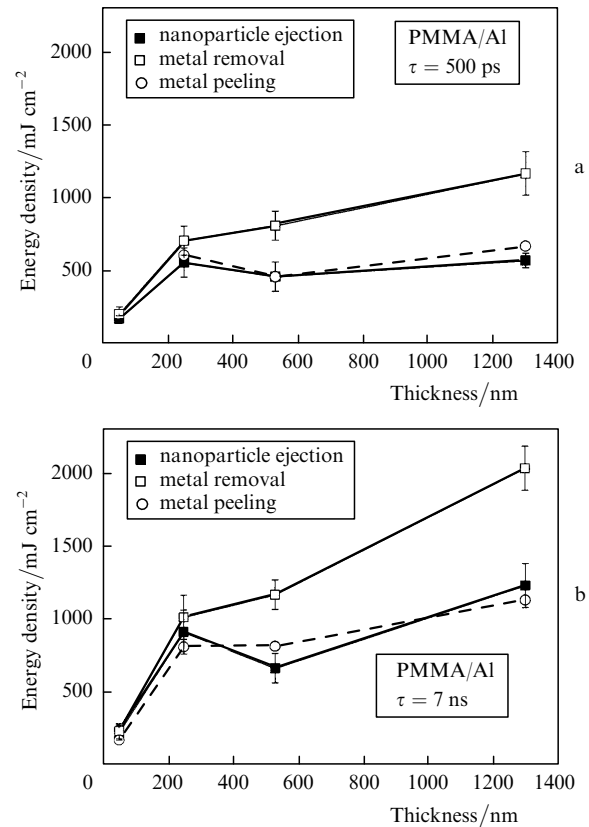 nanoparticle ejection
metal removal
metal peeling
PMMA/Al
τ = 500 ps
2000
1500
1000
500
0
Energy density/mJ cm⁻²
200
400
600
800
1000
1200
1400
Thickness/nm
a
nanoparticle ejection
metal removal
metal peeling
PMMA/Al
τ = 7 ns
2000
1500
1000
500
0
Energy density/mJ cm⁻²
200
400
600
800
1000
1200
1400
Thickness/nm
b